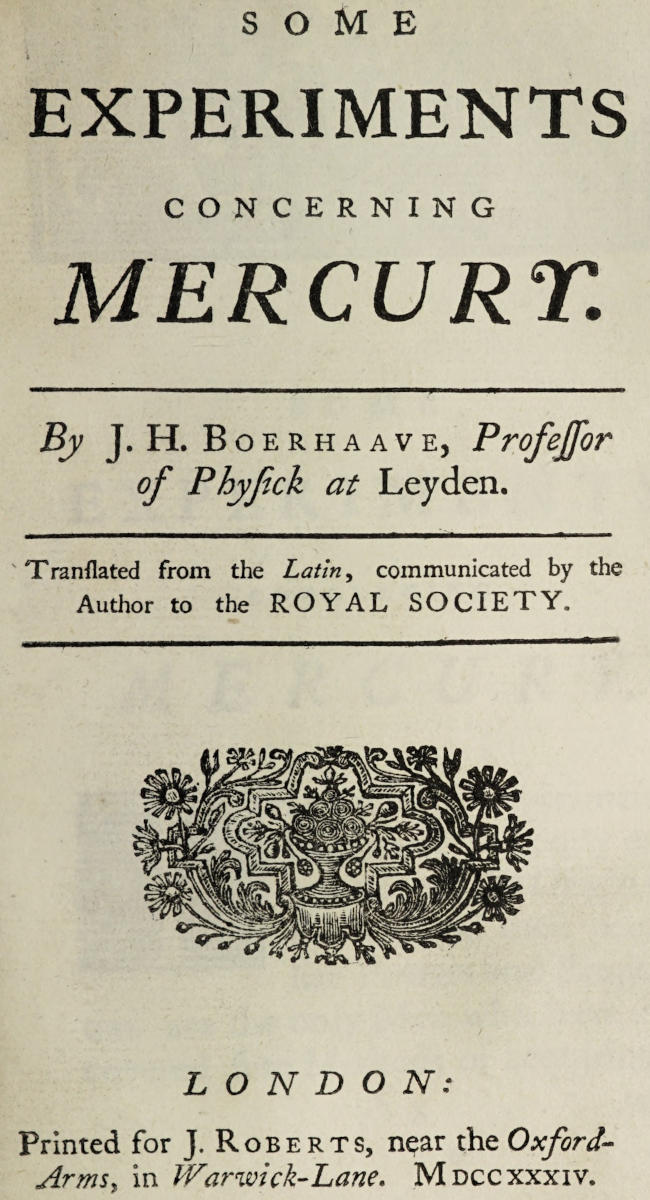 SOME
EXPERIMENTS
CONCERNING
MERCURY.
By J. H. BOERHAAVE, Profeſſor
of Phyſick at Leyden.
Tranſlated from the Latin, communicated by the
Author to the ROYAL SOCIETY.
LONDON:
Printed for J. ROBERTS, near the Oxford-
Arms, in Warwick-Lane. MDCCXXXIV.